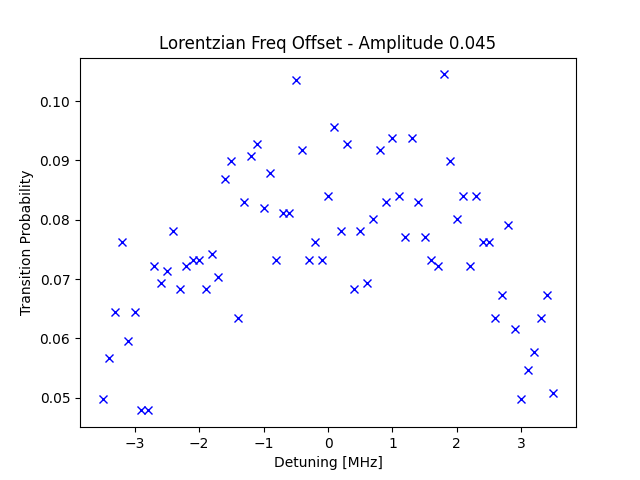 Lorentzian Freq Offset - Amplitude 0.045
Transition Probability
0.10
0.09
0.08
0.07
0.06
0.05
−3 −2 −1 0 1 2 3
Detuning [MHz]